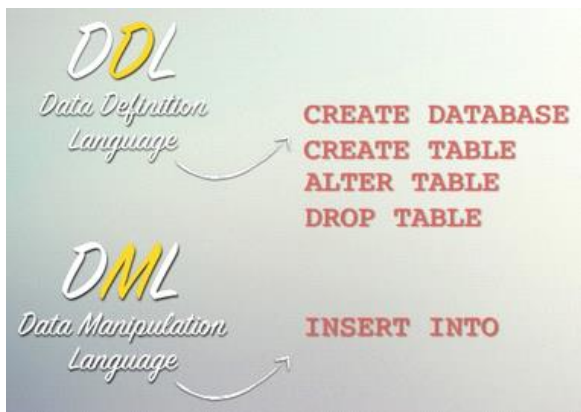 DDL
Data Definition
Language
CREATE DATABASE
CREATE TABLE
ALTER TABLE
DROP TABLE
DML
Data Manipulation
Language
INSERT INTO